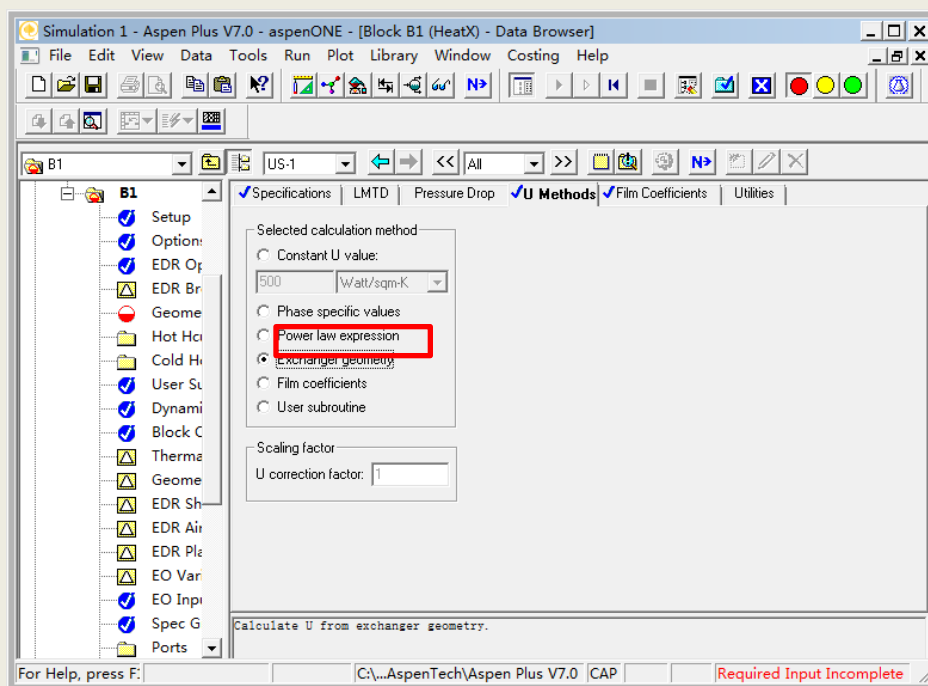 Simulation 1 - Aspen Plus V7.0 - aspenONE - [Block B1 (HeatX) - Data Browser]
File Edit View Data Tools Run Plot Library Window Costing Help
N>
B1 US-1 << All >> N>
B1
Setup
Option
EDR Op
EDR Br
Geome
Hot Hc
Cold H
User Su
Dynami
Block C
Therma
Geome
EDR Sh
EDR Air
EDR Pla
EO Var
EO Inp
Spec G
Ports
Specifications LMTD Pressure Drop U Methods Film Coefficients Utilities
Selected calculation method
Constant U value:
500 Watt/sqm-K
Phase specific values
Power law expression
Exchanger geometry
Film coefficients
User subroutine
Scaling factor
U correction factor: 1
Calculate U from exchanger geometry.
For Help, press F: C:\...AspenTech\Aspen Plus V7.0 CAP Required Input Incomplete